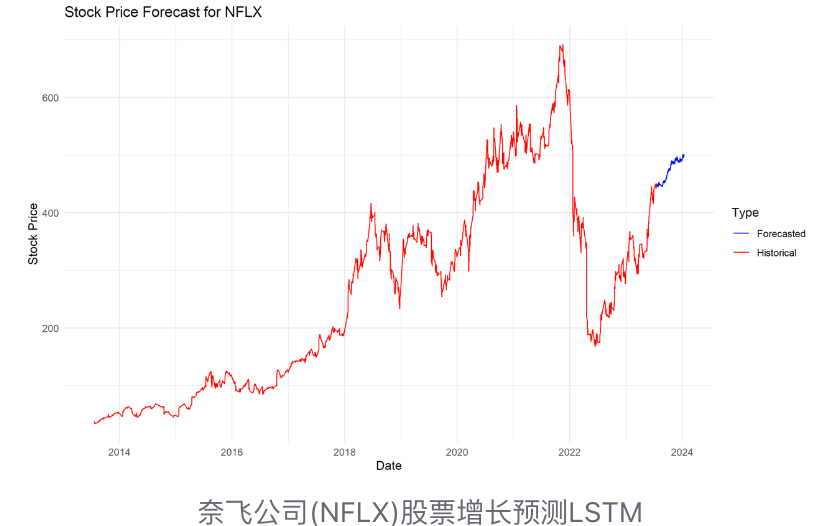 Stock Price Forecast for NFLX
600
400
200
Stock Price
2014 2016 2018 2020 2022 2024
Date
Type
Forecasted
Historical
奈飞公司(NFLX)股票增长预测LSTM